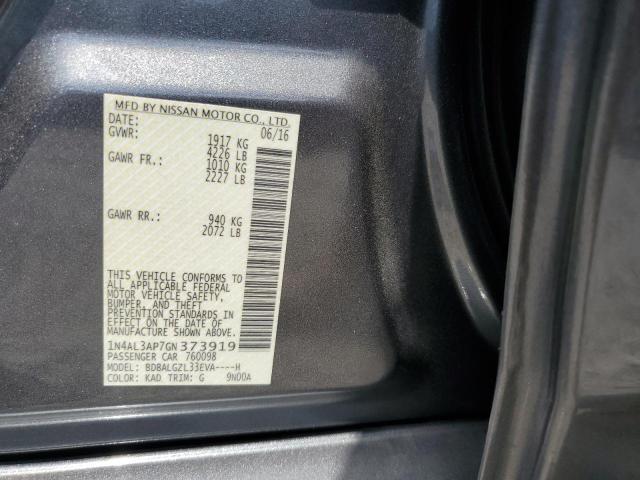 MFD BY NISSAN MOTOR CO., LTD.
DATE: 06/16
GVWR: 1917 KG
4226 LB
GAWR FR.: 1010 KG
2227 LB
GAWR RR.: 940 KG
2072 LB
THIS VEHICLE CONFORMS TO
ALL APPLICABLE FEDERAL
MOTOR VEHICLE SAFETY,
BUMPER, AND THEFT
PREVENTION STANDARDS IN
EFFECT ON THE DATE OF
MANUFACTURE SHOWN ABOVE.
1N4AL3AP7GN373919
PASSENGER CAR 760098
MODEL: BDBALGZL33EVA----H
COLOR: KAD TRIM: G 9N00A